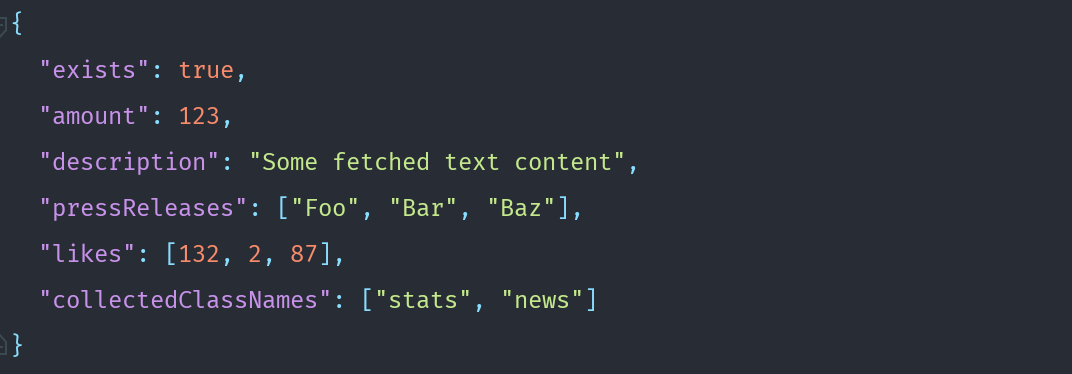 {
"exists": true,
"amount": 123,
"description": "Some fetched text content",
"pressReleases": ["Foo", "Bar", "Baz"],
"likes": [132, 2, 87],
"collectedClassNames": ["stats", "news"]
}